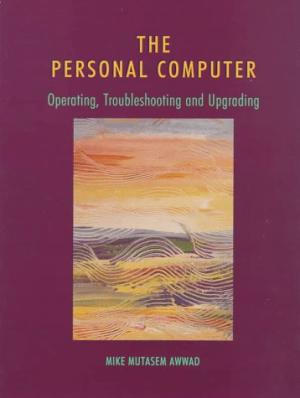 THE
PERSONAL COMPUTER
Operating, Troubleshooting and Upgrading
MIKE MUTASEM AWWAD